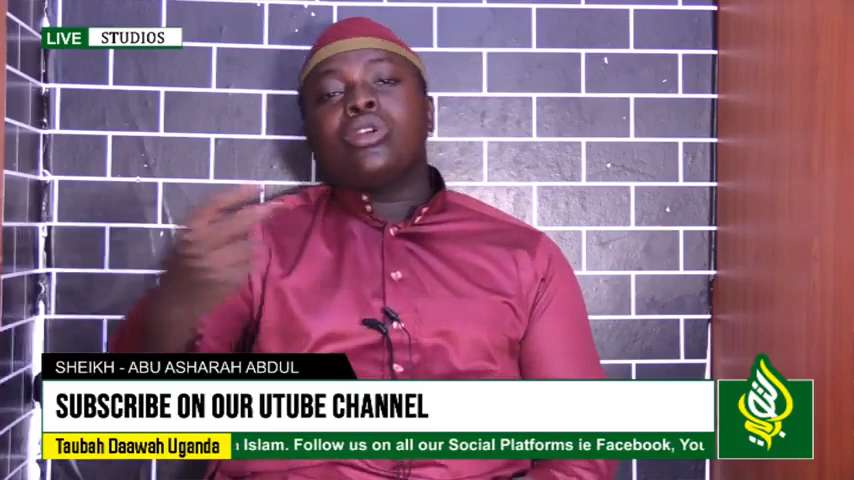 LIVE STUDIOS
SHEIKH - ABU ASHARAH ABDUL
SUBSCRIBE ON OUR UTUBE CHANNEL
Taubah Daawah Uganda
Islam. Follow us on all our Social Platforms ie Facebook, You